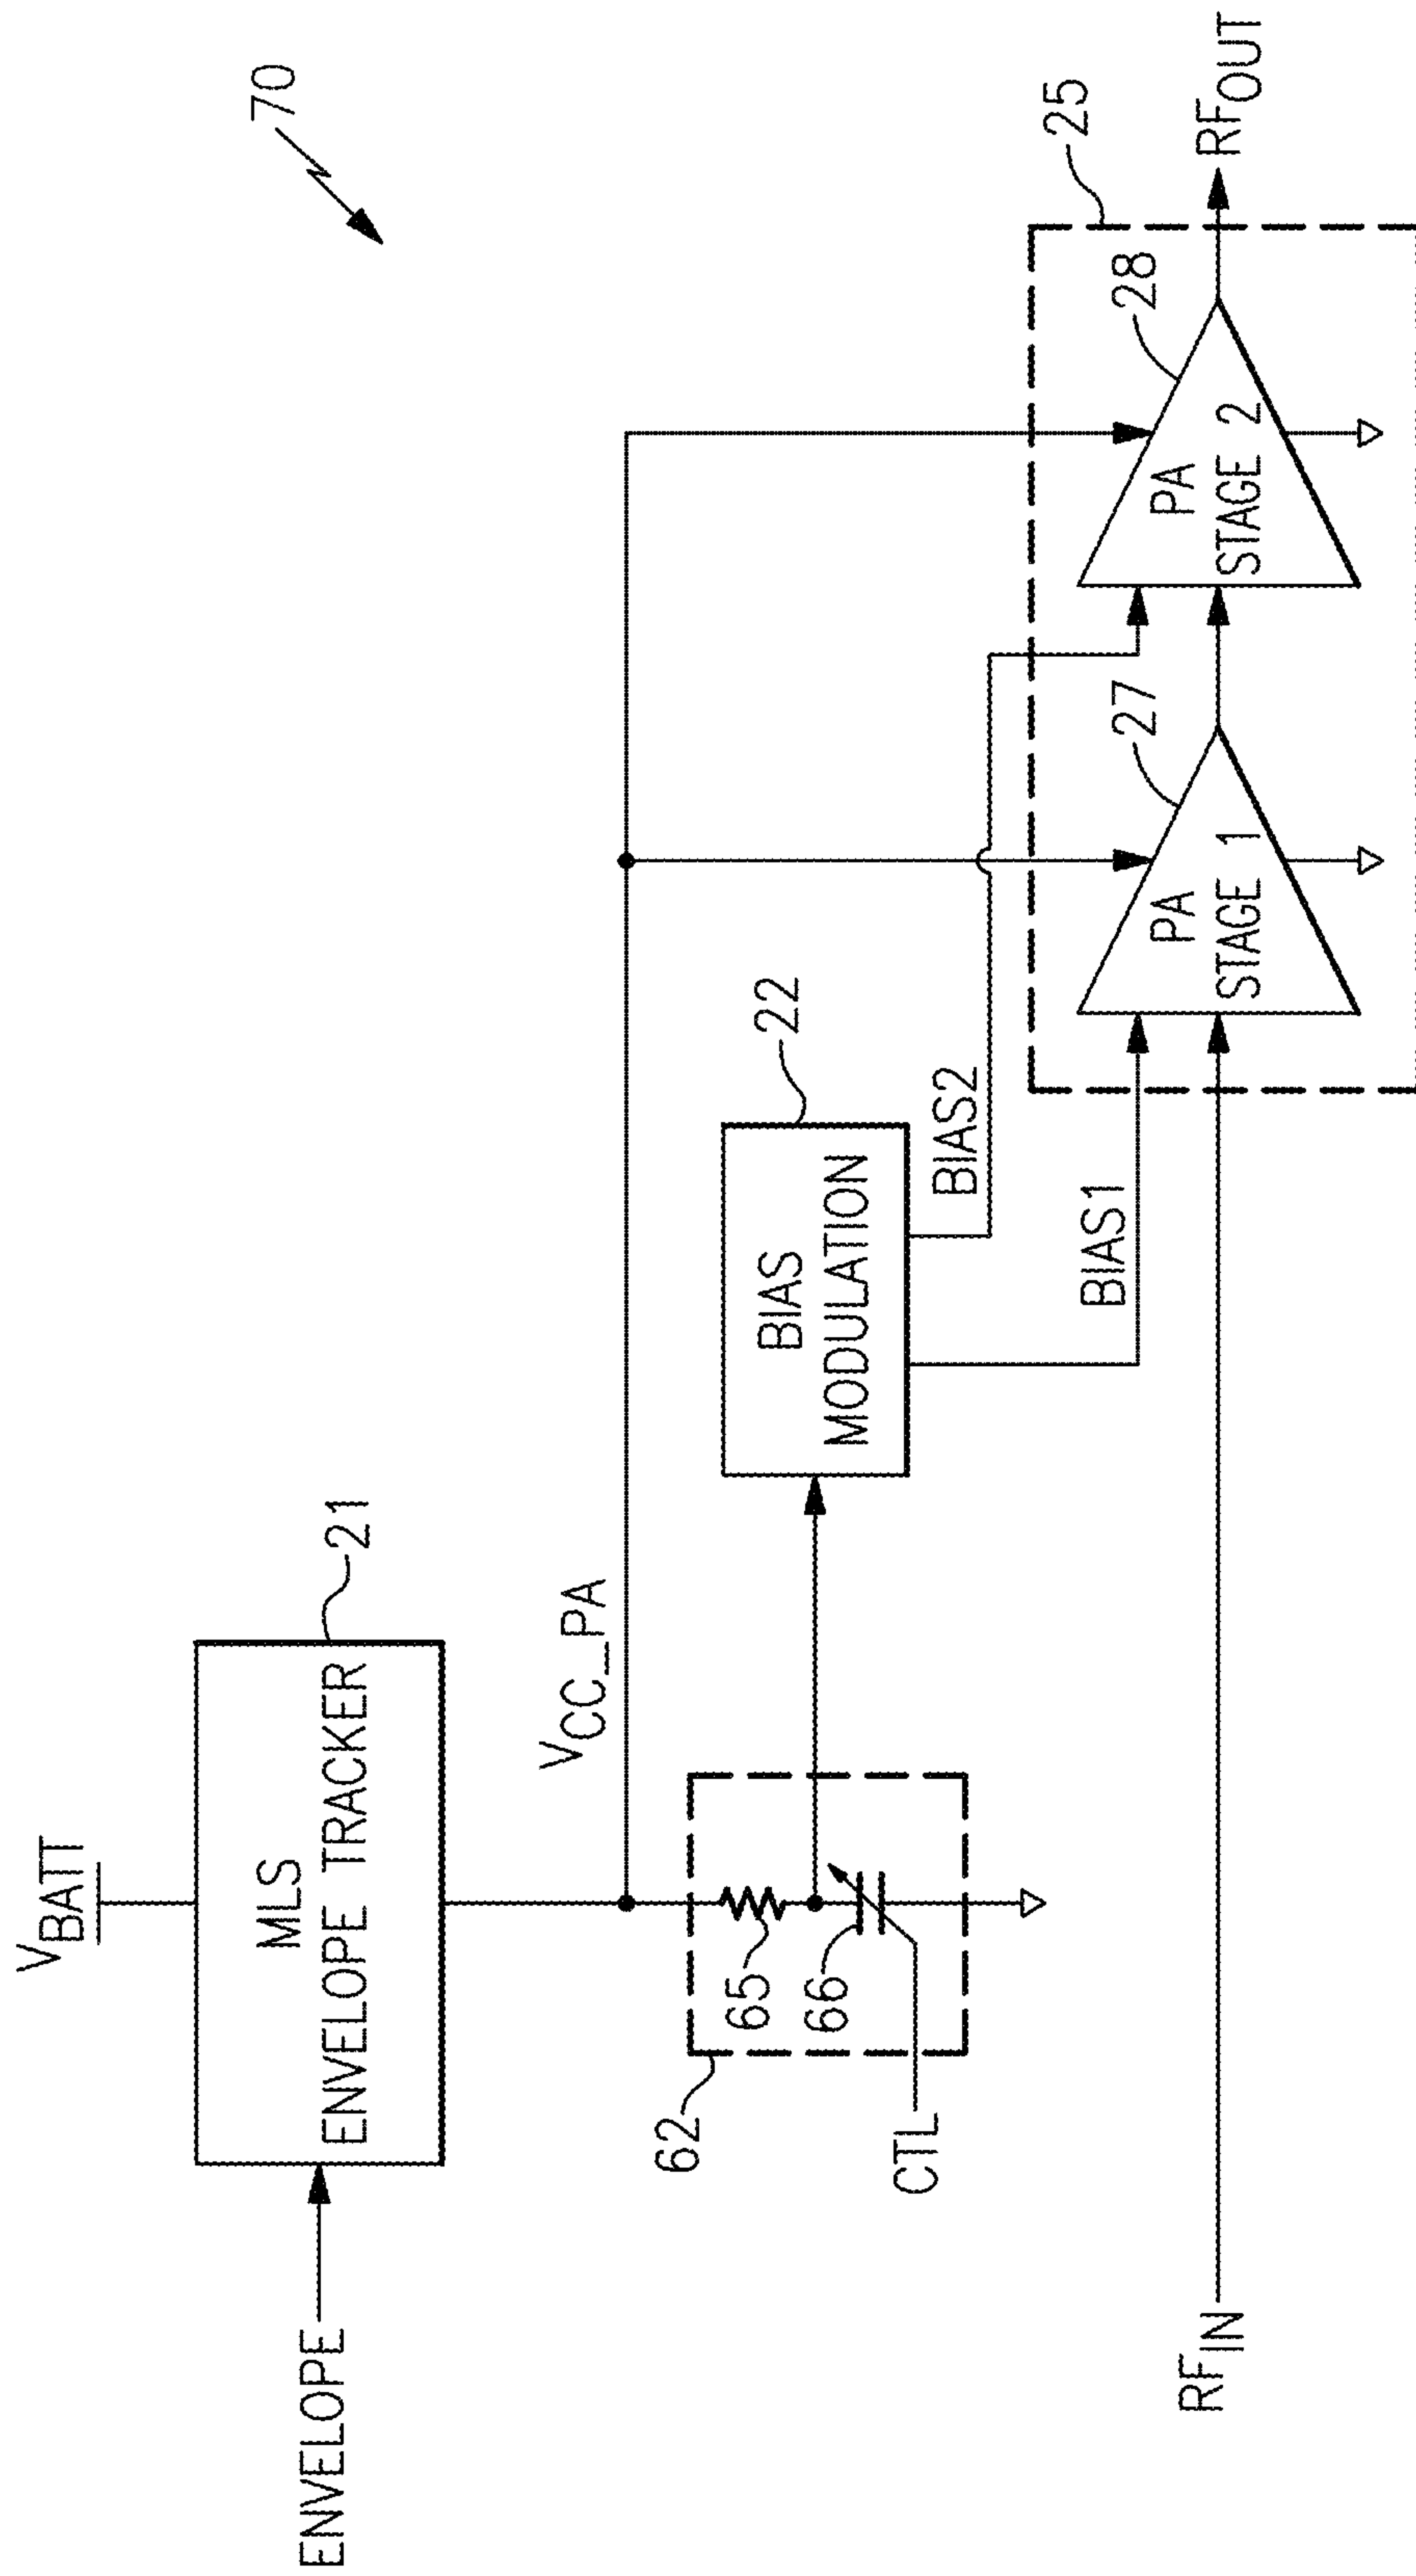 70
V_BATT
MLS
ENVELOPE TRACKER
21
ENVELOPE
V_CC_PA
62
65
66
CTL
BIAS
MODULATION
22
BIAS2
BIAS1
25
PA
STAGE 1
27
PA
STAGE 2
28
RF_IN
RF_OUT